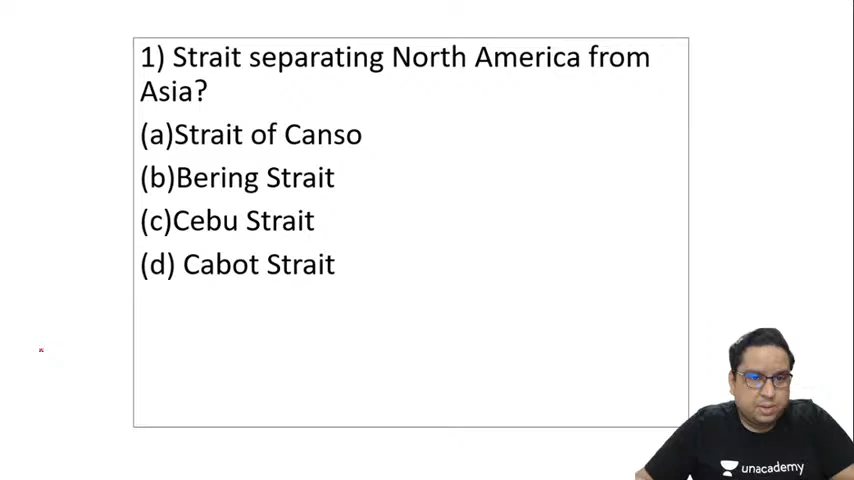 1) Strait separating North America from
Asia?
(a)Strait of Canso
(b)Bering Strait
(c)Cebu Strait
(d) Cabot Strait
unacademy